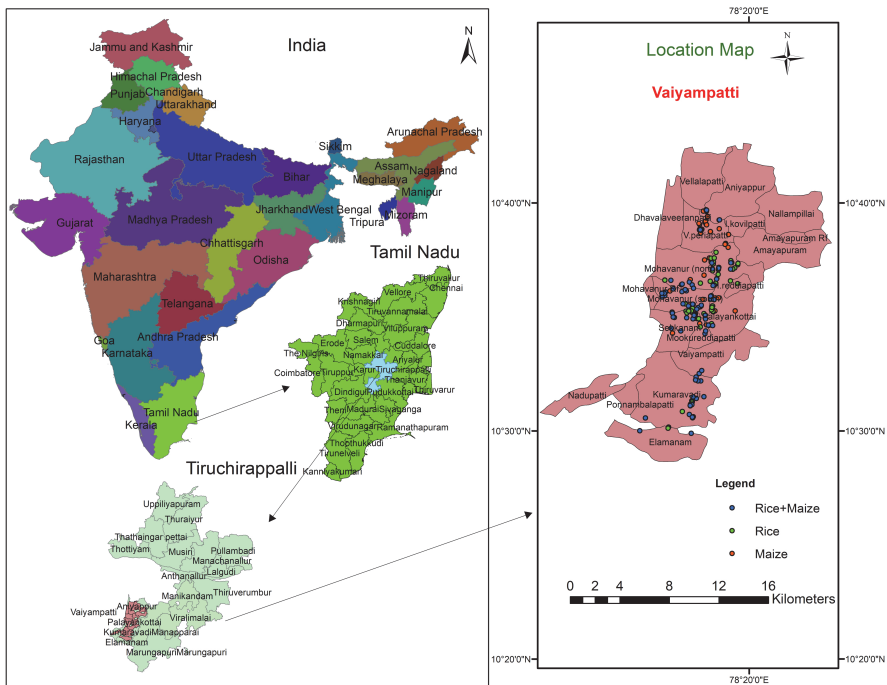 India
N
Jammu and Kashmir
Himachal Pradesh
Punjab
Chandigarh
Uttarakhand
Haryana
Rajasthan
Uttar Pradesh
Sikkim
Arunachal Pradesh
Assam
Nagaland
Meghalaya
Manipur
Bihar
Gujarat
Madhya Pradesh
Jharkhand
West Bengal
Tripura
Mizoram
Chhattisgarh
Odisha
Maharashtra
Telangana
Goa
Karnataka
Andhra Pradesh
Tamil Nadu
Kerala
Tamil Nadu
Thiruvallur
Chennai
Vellore
Krishnagiri
Tiruvannamalai
Dharmapuri
Viluppuram
Salem
Erode
Cuddalore
The Nilgiris
Namakkal
Ariyalur
Coimbatore
Tiruppur
Karur
Tiruchirappalli
Thanjavur
Dindigul
Pudukkottai
Thiruvarur
Theni
Madurai
Sivaganga
Virudunagar
Ramanathapuram
Thopthukkudi
Tirunelveli
Kanniyakumari
Tiruchirappalli
Uppiliyapuram
Thuraiyur
Thathaingar pettai
Thottiyam
Musiri
Pullambadi
Manachanallur
Lalgudi
Anthanallur
Manikandam
Thiruverumbur
Vaiyampatti
Aniyappur
Palayankottai
Viralimalai
Kumaravadi
Manapparai
Elamanam
Marungapuri
Marungapuri
78°20'0"E
Location Map
N
Vaiyampatti
Vellalapatti
Aniyappur
10°40'0"N
10°40'0"N
Nallampillai
V.periapatti
I.kovilpatti
Amayapuram
Mohavanur
Mookureddiapatti
Vaiyampatti
Nadupatti
Kumaravadi
Ponnambalapatti
10°30'0"N
10°30'0"N
Elamanam
Legend
Rice+Maize
Rice
Maize
0 2 4 8 12 16
Kilometers
10°20'0"N
10°20'0"N
78°20'0"E